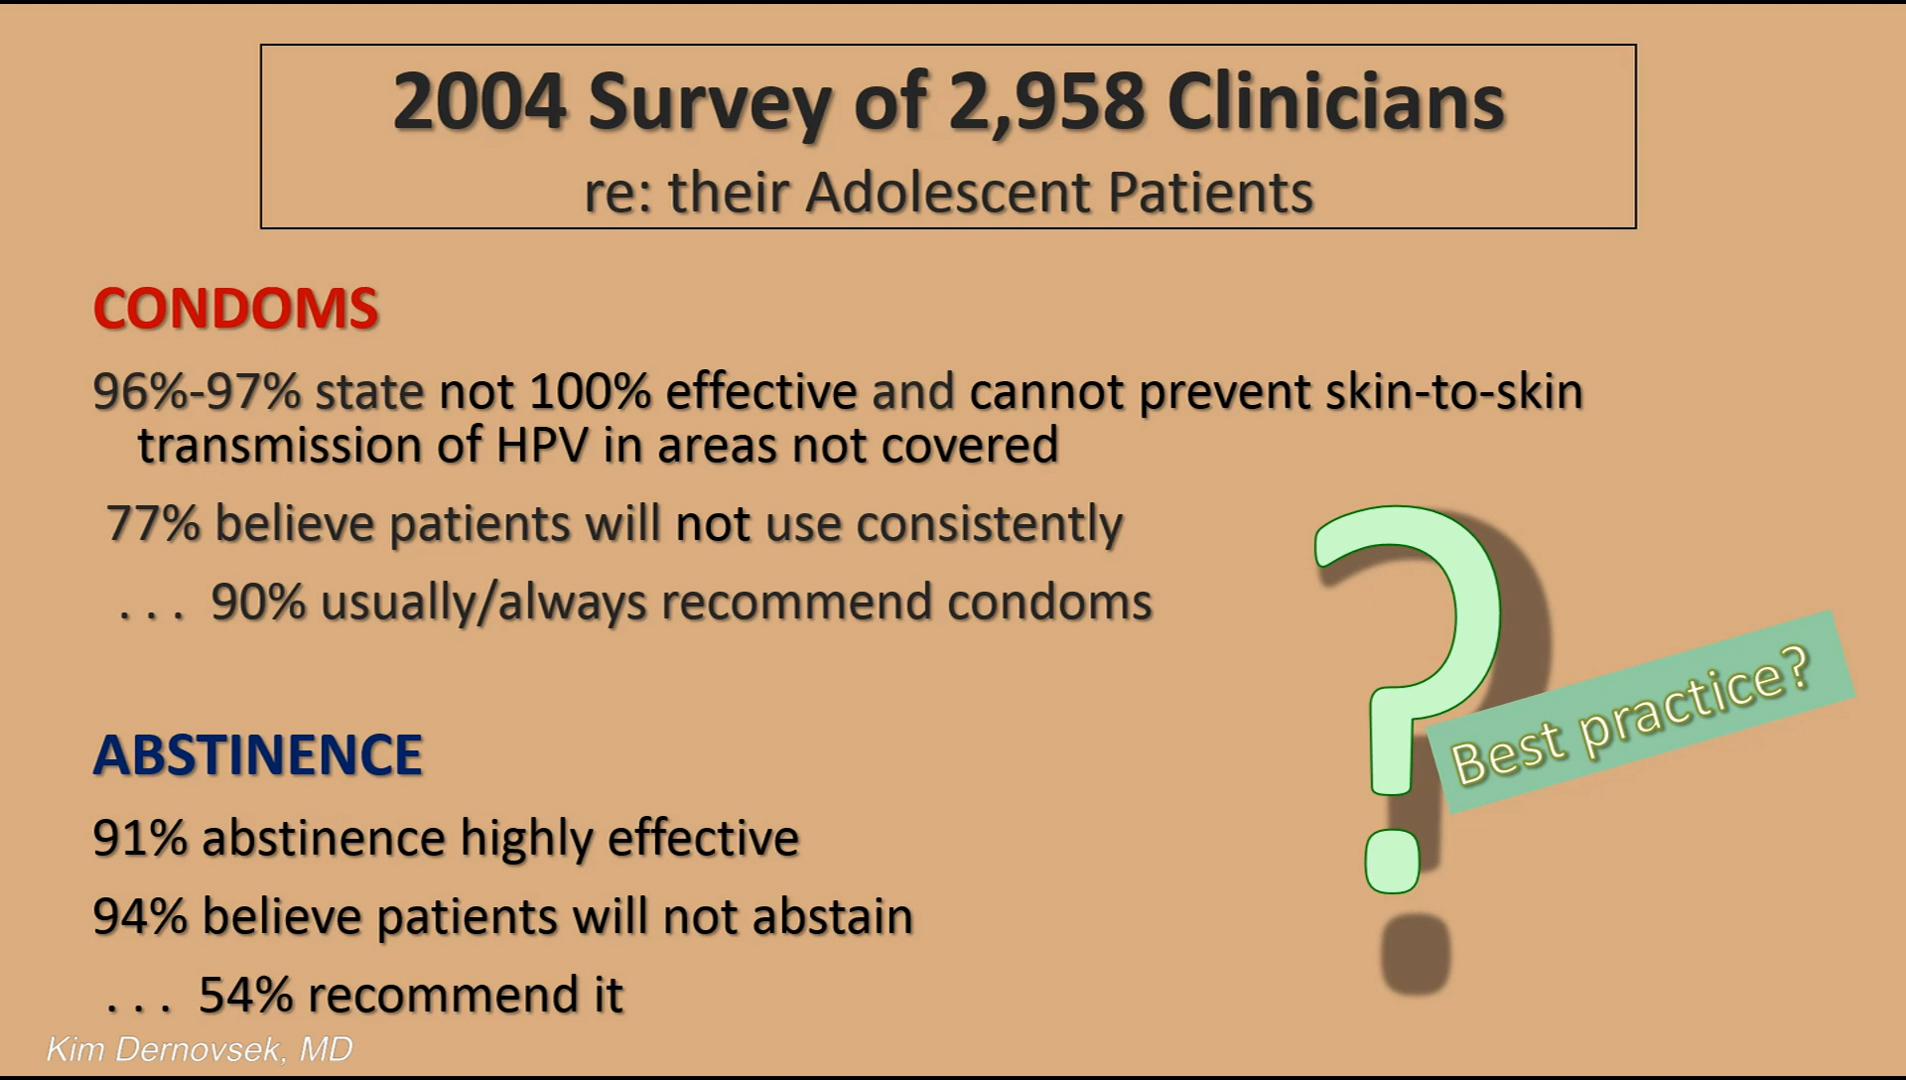 2004 Survey of 2,958 Clinicians
re: their Adolescent Patients
CONDOMS
96%-97% state not 100% effective and cannot prevent skin-to-skin
transmission of HPV in areas not covered
77% believe patients will not use consistently
. . . 90% usually/always recommend condoms
?
Best practice?
ABSTINENCE
91% abstinence highly effective
94% believe patients will not abstain
. . . 54% recommend it
Kim Dernovsek, MD